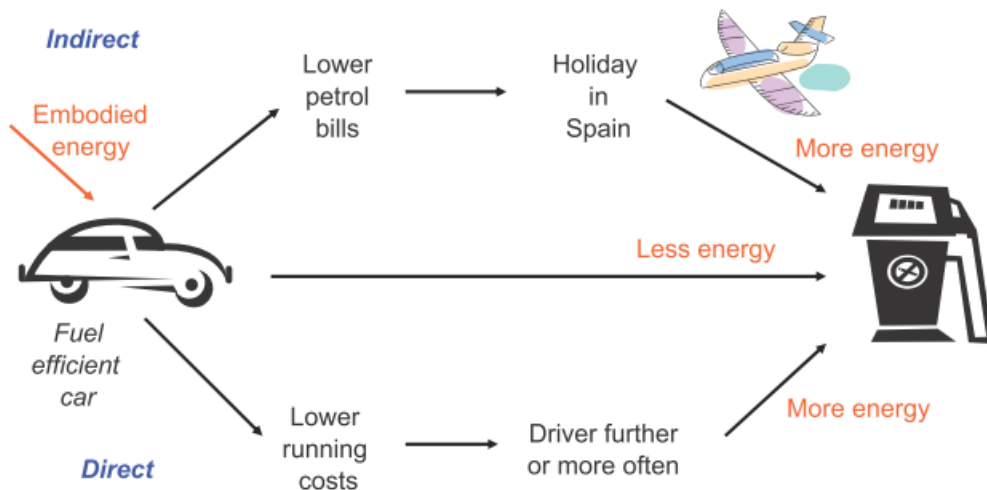 Indirect
Embodied
energy
Lower
petrol
bills
Holiday
in
Spain
More energy
Less energy
Fuel
efficient
car
Lower
running
costs
Driver further
or more often
More energy
Direct